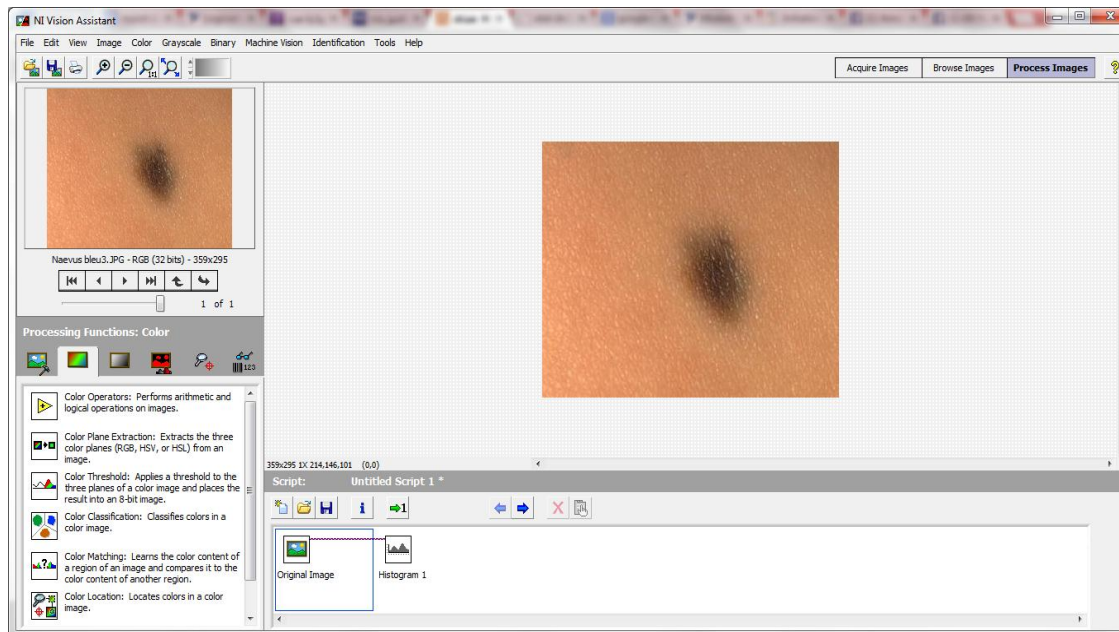 NI Vision Assistant
File Edit View Image Color Grayscale Binary Machine Vision Identification Tools Help
1:1
Acquire Images Browse Images Process Images
Naevus bleu3.JPG - RGB (32 bits) - 359x295
1 of 1
Processing Functions: Color
123
Color Operators: Performs arithmetic and
logical operations on images.
Color Plane Extraction: Extracts the three
color planes (RGB, HSV, or HSL) from an
image.
Color Threshold: Applies a threshold to the
three planes of a color image and places the
result into an 8-bit image.
Color Classification: Classifies colors in a
color image.
Color Matching: Learns the color content of
a region of an image and compares it to the
color content of another region.
Color Location: Locates colors in a color
image.
359x295 1X 214,146,101 (0,0)
Script: Untitled Script 1 *
1
Original Image Histogram 1